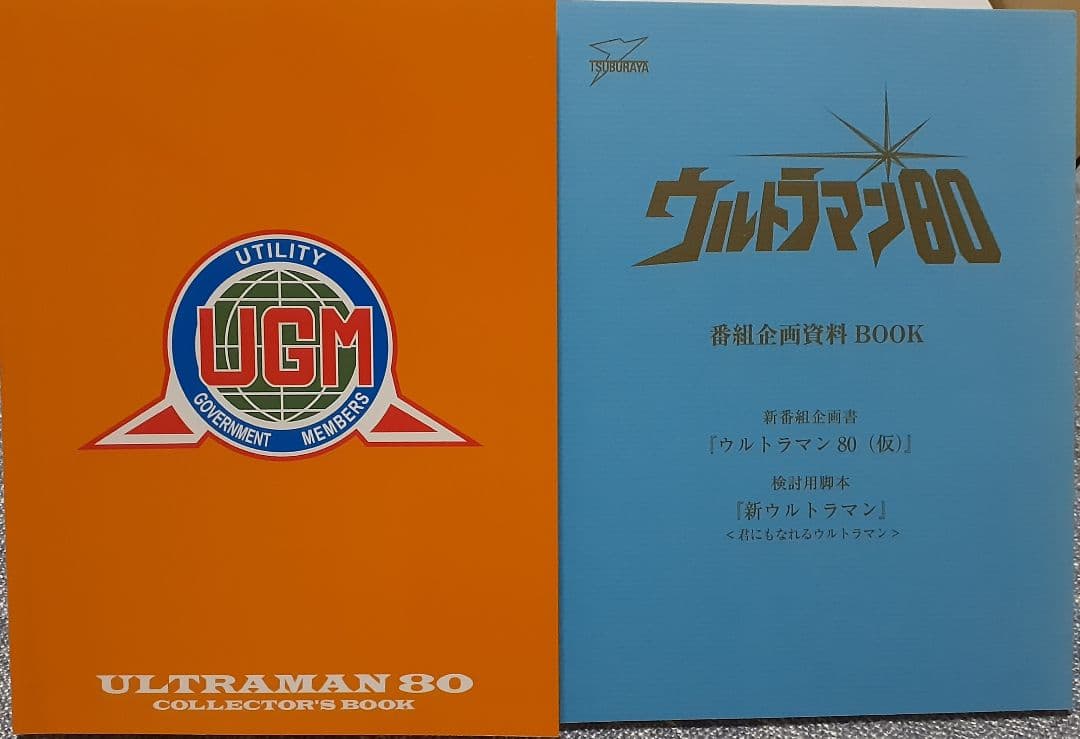 UTILITY
UGM
GOVERNMENT MEMBERS
ULTRAMAN 80
COLLECTOR'S BOOK
TSUBURAYA
ウルトラマン80
番組企画資料 BOOK
新番組企画書
『ウルトラマン 80（仮）』
検討用脚本
『新ウルトラマン』
＜君にもなれるウルトラマン＞